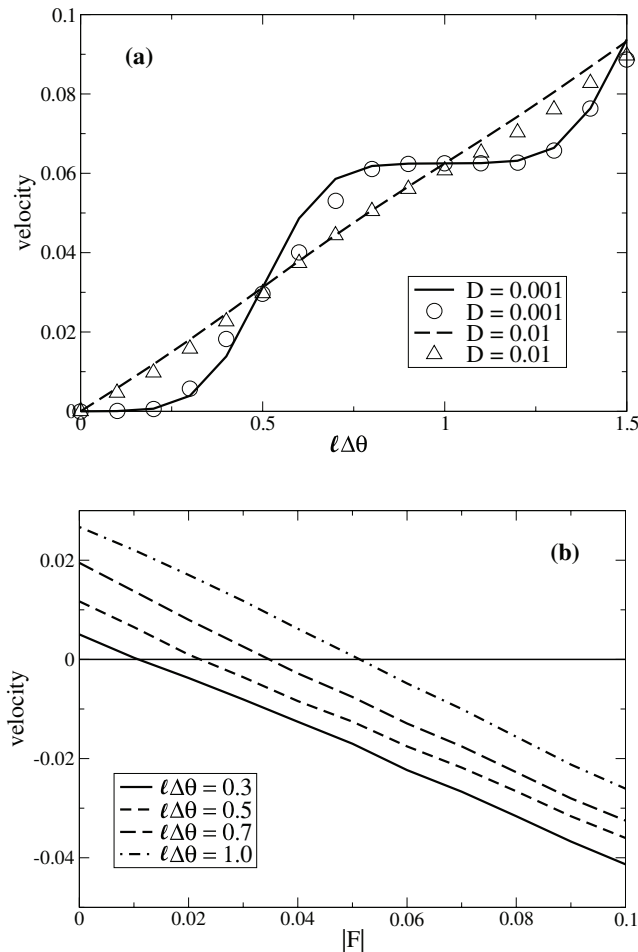 0.1
(a)
0.08
0.06
velocity
0.04
D = 0.001
D = 0.001
0.02
D = 0.01
D = 0.01
0
0 0.5 1 1.5
ℓΔθ
(b)
0.02
0
velocity
-0.02
ℓΔθ = 0.3
ℓΔθ = 0.5
ℓΔθ = 0.7
-0.04
ℓΔθ = 1.0
0 0.02 0.04 0.06 0.08 0.1
|F|